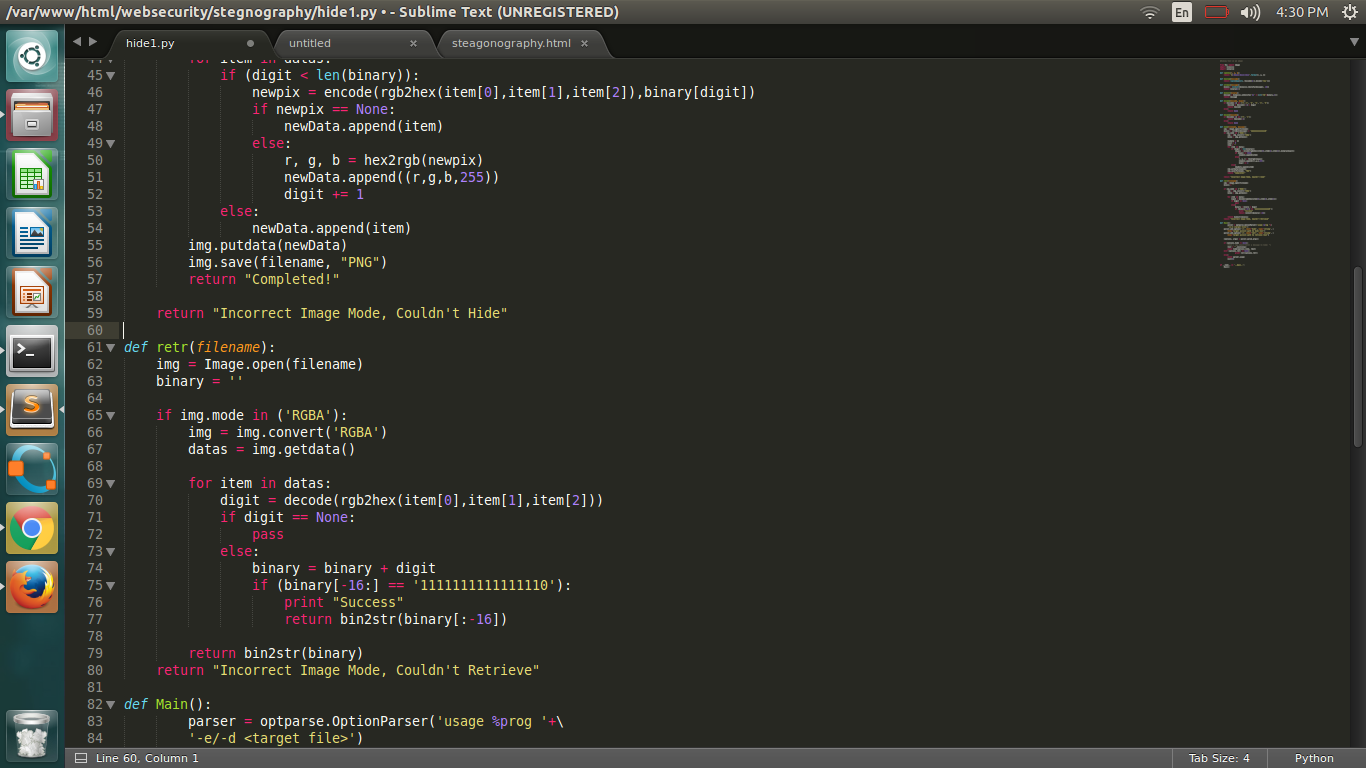 /var/www/html/websecurity/stegnography/hide1.py • - Sublime Text (UNREGISTERED)
En
4:30 PM
hide1.py
untitled
steagonography.html
44 for item in datas:
45 if (digit < len(binary)):
46 newpix = encode(rgb2hex(item[0],item[1],item[2]),binary[digit])
47 if newpix == None:
48 newData.append(item)
49 else:
50 r, g, b = hex2rgb(newpix)
51 newData.append((r,g,b,255))
52 digit += 1
53 else:
54 newData.append(item)
55 img.putdata(newData)
56 img.save(filename, "PNG")
57 return "Completed!"
58
59 return "Incorrect Image Mode, Couldn't Hide"
60
61 def retr(filename):
62 img = Image.open(filename)
63 binary = ''
64
65 if img.mode in ('RGBA'):
66 img = img.convert('RGBA')
67 datas = img.getdata()
68
69 for item in datas:
70 digit = decode(rgb2hex(item[0],item[1],item[2]))
71 if digit == None:
72 pass
73 else:
74 binary = binary + digit
75 if (binary[-16:] == '1111111111111110'):
76 print "Success"
77 return bin2str(binary[:-16])
78
79 return bin2str(binary)
80 return "Incorrect Image Mode, Couldn't Retrieve"
81
82 def Main():
83 parser = optparse.OptionParser('usage %prog '+\
84 '-e/-d <target file>')
Line 60, Column 1
Tab Size: 4
Python